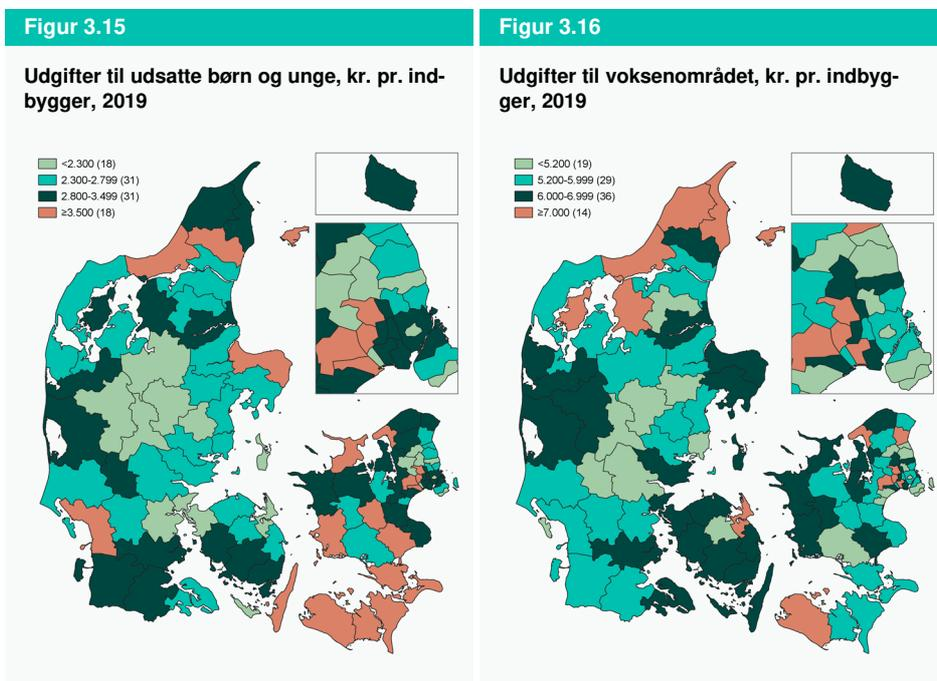 Figur 3.15
Udgifter til udsatte børn og unge, kr. pr. ind-
bygger, 2019
<2.300 (18)
2.300-2.799 (31)
2.800-3.499 (31)
≥3.500 (18)
Figur 3.16
Udgifter til voksenområdet, kr. pr. indbyg-
ger, 2019
<5.200 (19)
5.200-5.999 (29)
6.000-6.999 (36)
≥7.000 (14)